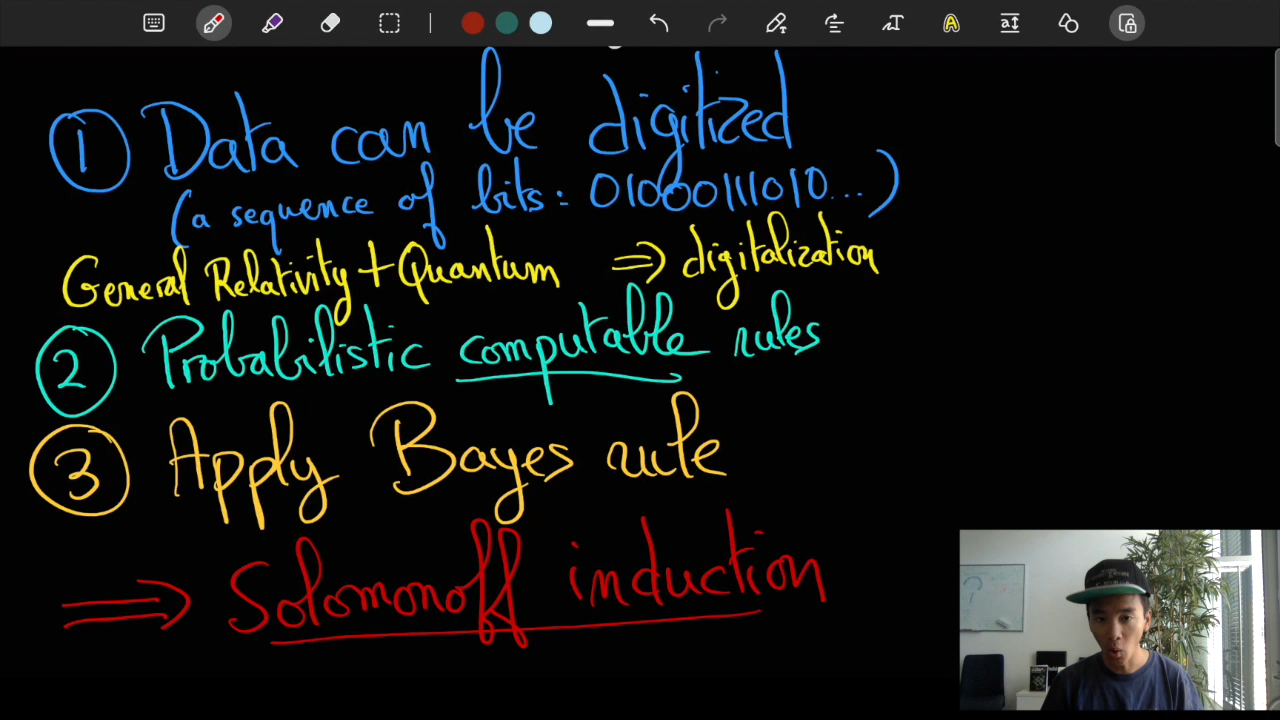 ① Data can be digitized
(a sequence of bits: 01000111010...)
General Relativity + Quantum ⇒ digitalization
② Probabilistic computable rules
③ Apply Bayes rule
⇒ Solomonoff induction